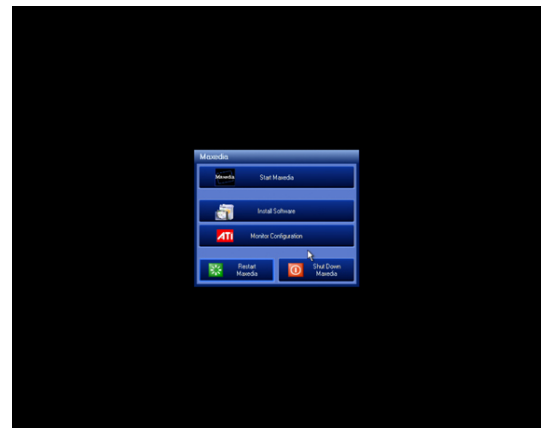 Maxedia
Maxedia
Start Maxedia
Install Software
ATI
Monitor Configuration
Restart
Maxedia
Shut Down
Maxedia